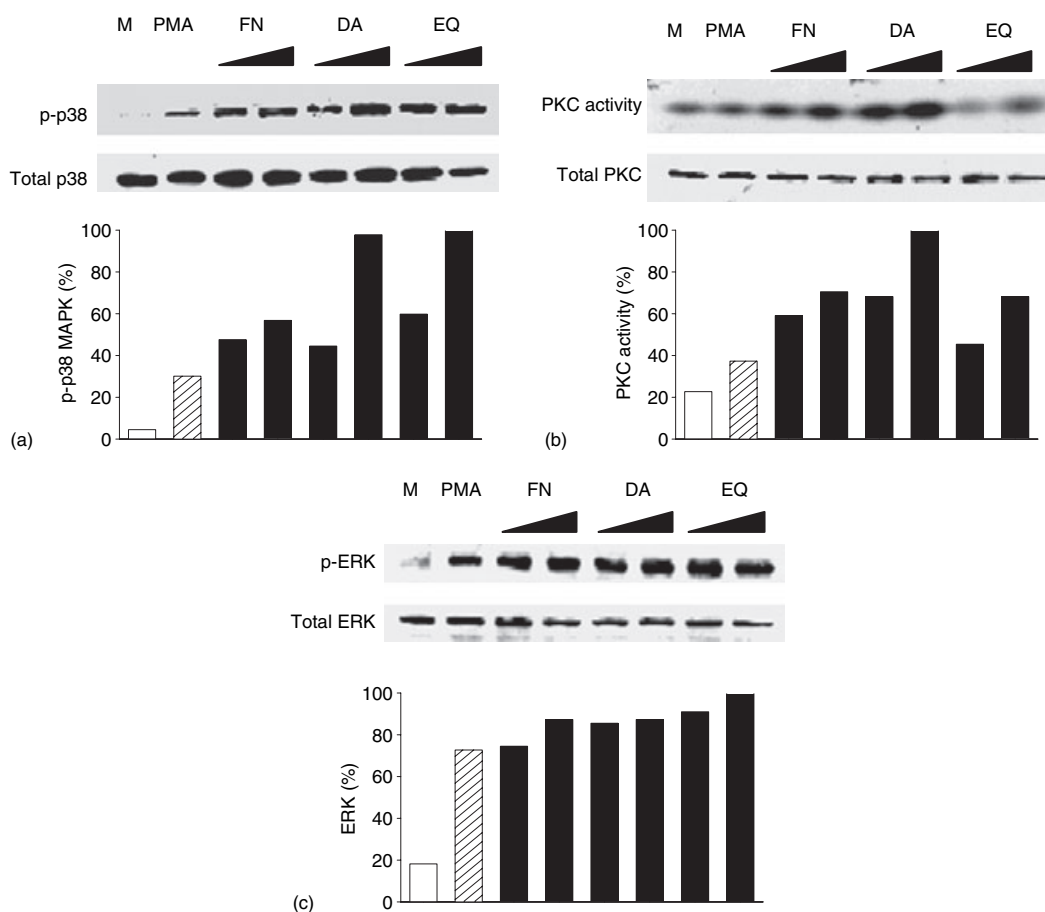 M PMA FN DA EQ
p-p38
Total p38
100
80
60
40
20
0
p-p38 MAPK (%)
(a)
M PMA FN DA EQ
PKC activity
Total PKC
100
80
60
40
20
0
PKC activity (%)
(b)
M PMA FN DA EQ
p-ERK
Total ERK
100
80
60
40
20
0
ERK (%)
(c)